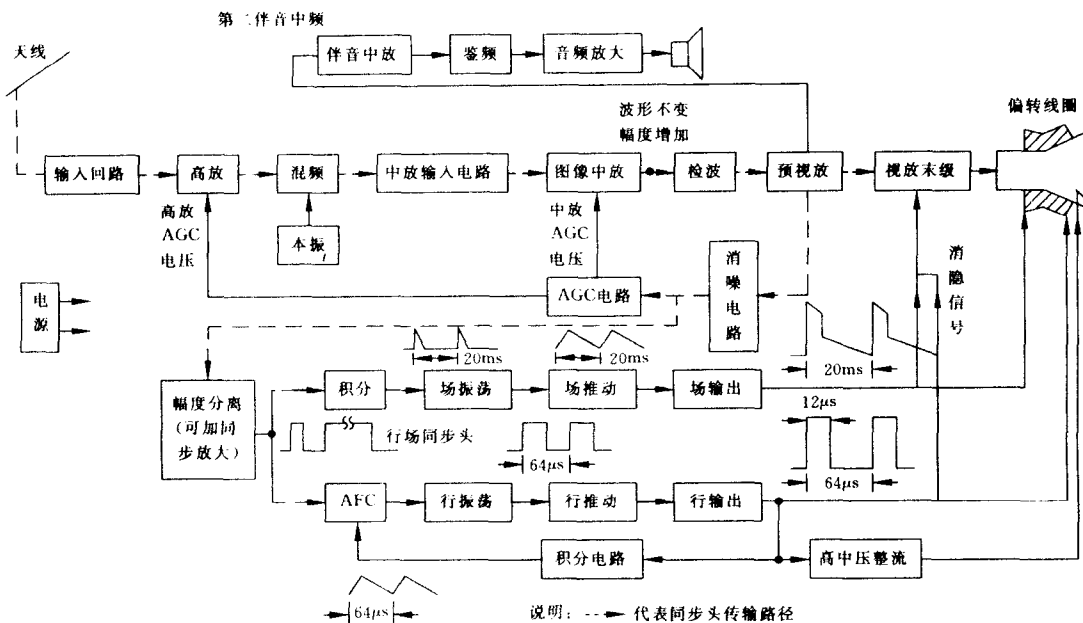 第二伴音中频
天线
伴音中放
鉴频
音频放大
波形不变
幅度增加
偏转线圈
输入回路
高放
混频
中放输入电路
图像中放
检波
预视放
视放末级
高放
AGC
电压
本振
中放
AGC
电压
消噪电路
消隐信号
AGC电路
电源
20ms
20ms
20ms
幅度分离
(可加同
步放大)
积分
场振荡
场推动
场输出
12μs
行场同步头
64μs
64μs
AFC
行振荡
行推动
行输出
积分电路
高中压整流
64μs
说明: 代表同步头传输路径